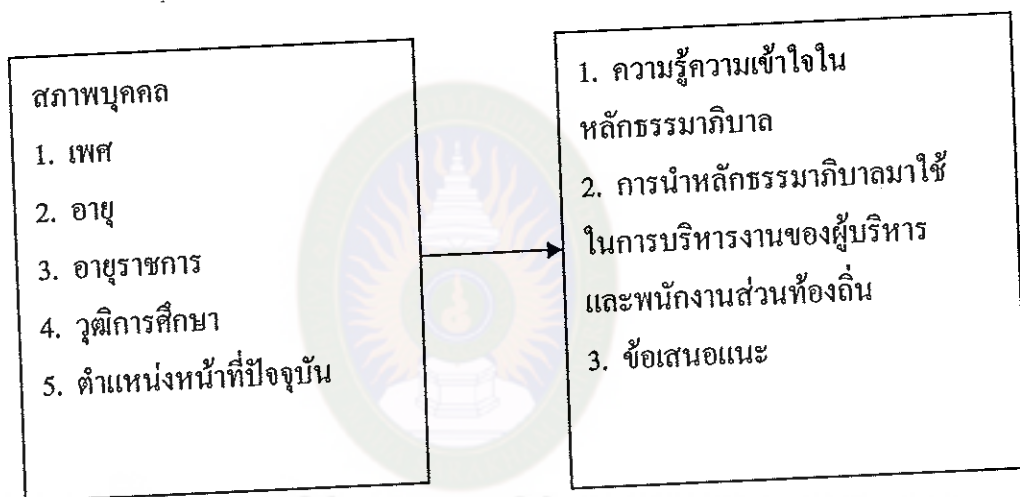 สภาพบุคคล
1. เพศ
2. อายุ
3. อายุราชการ
4. วุฒิการศึกษา
5. ตำแหน่งหน้าที่ปัจจุบัน
1. ความรู้ความเข้าใจใน
หลักธรรมาภิบาล
2. การนำหลักธรรมาภิบาลมาใช้
ในการบริหารงานของผู้บริหาร
และพนักงานส่วนท้องถิ่น
3. ข้อเสนอแนะ